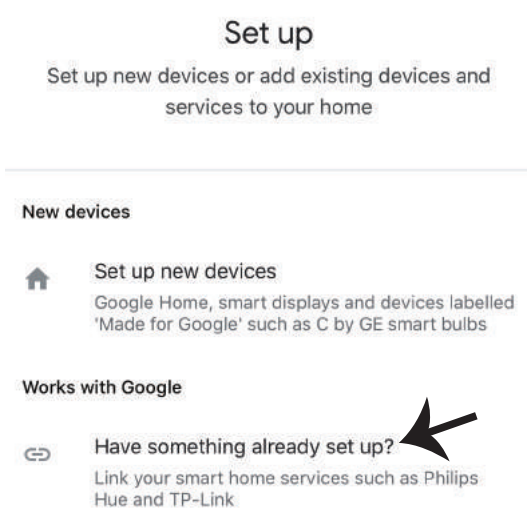 Set up
Set up new devices or add existing devices and
services to your home
New devices
Set up new devices
Google Home, smart displays and devices labelled
'Made for Google' such as C by GE smart bulbs
Works with Google
Have something already set up?
Link your smart home services such as Philips
Hue and TP-Link